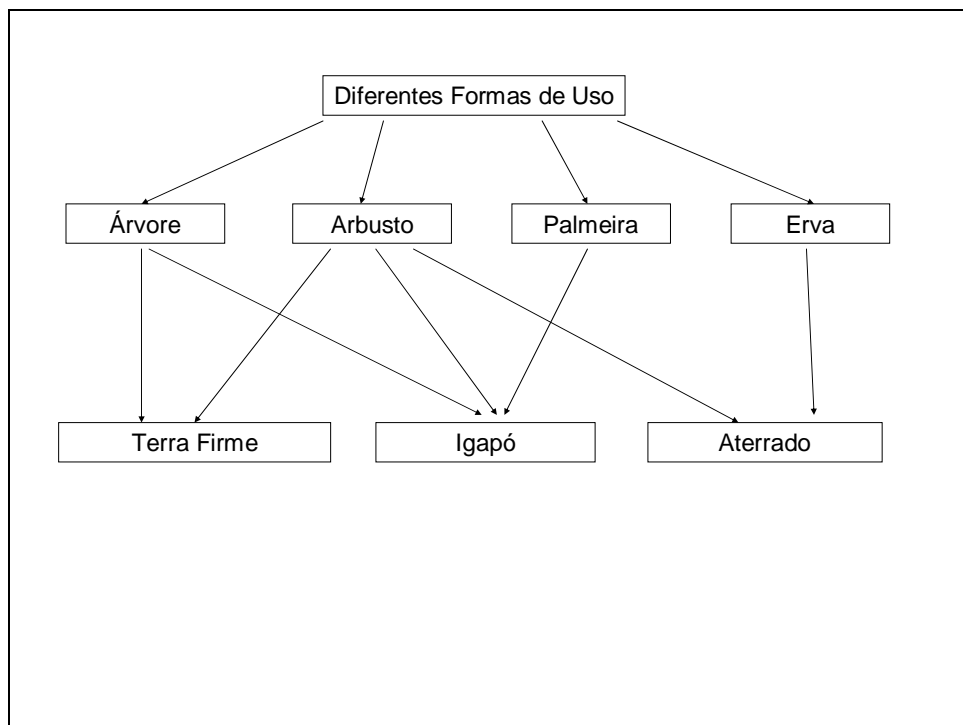 Diferentes Formas de Uso
Árvore
Arbusto
Palmeira
Erva
Terra Firme
Igapó
Aterrado